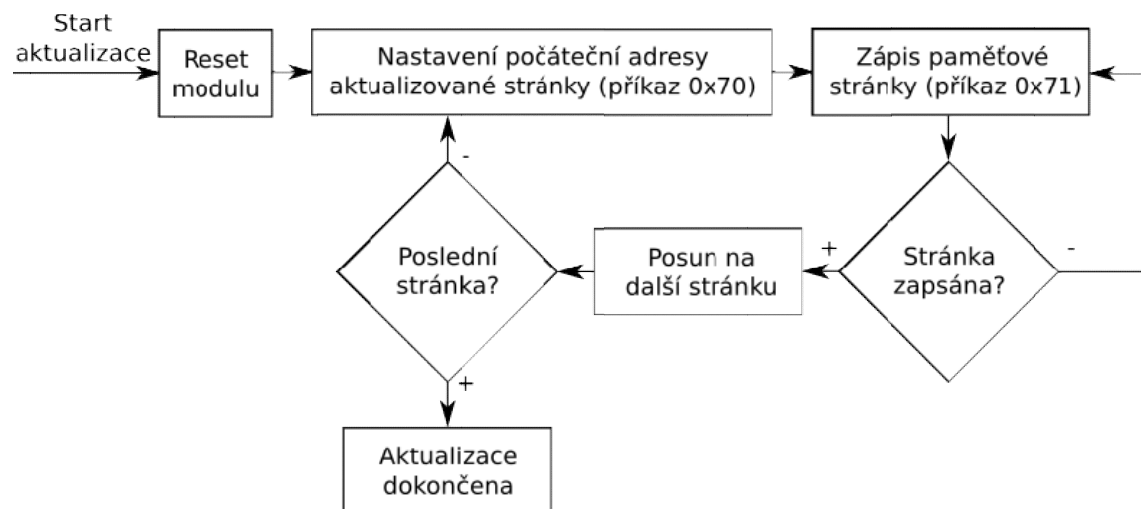 Start
aktualizace
Reset
modulu
Nastavení počáteční adresy
aktualizované stránky (příkaz 0x70)
Zápis paměťové
stránky (příkaz 0x71)
-
Poslední
stránka?
Posun na
další stránku
+
Stránka
zapsána?
-
+
Aktualizace
dokončena